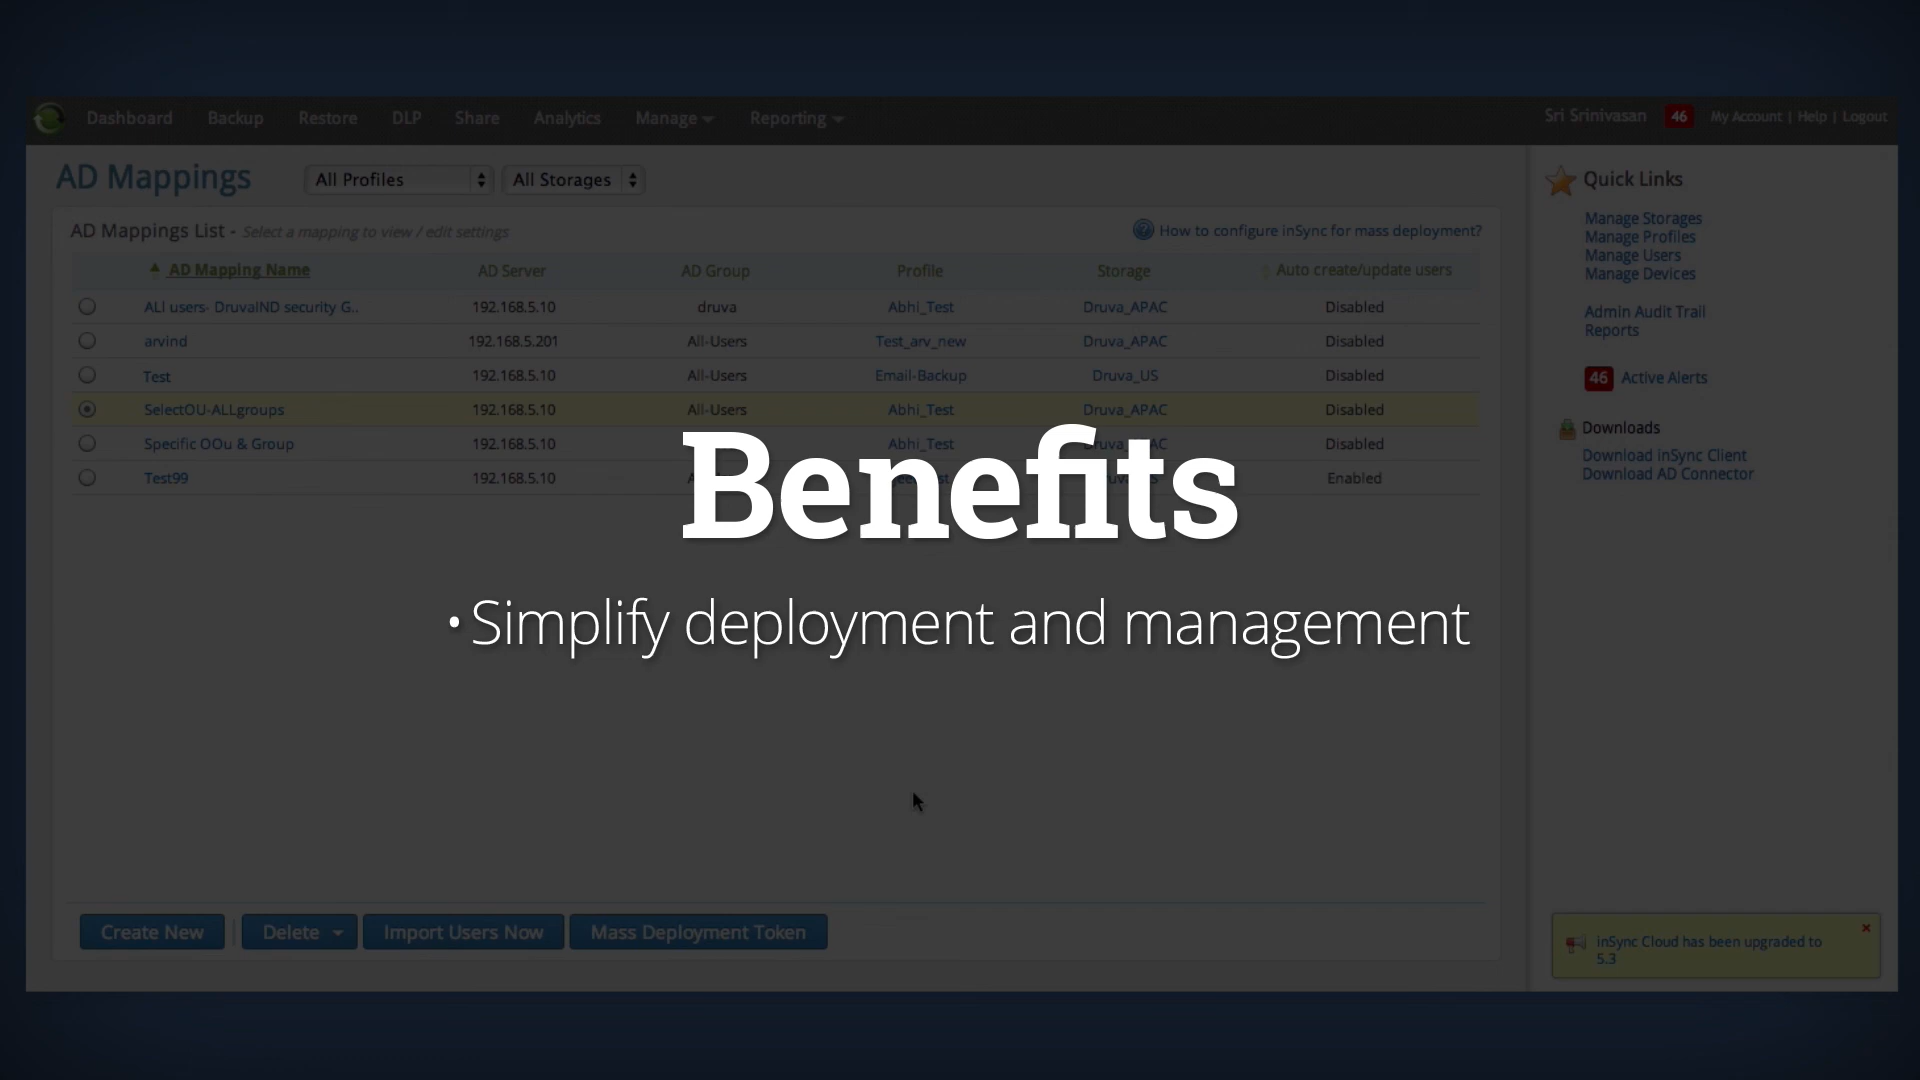 Dashboard Backup Restore DLP Share Analytics Manage Reporting Sri Srinivasan 46 My Account | Help | Logout
AD Mappings All Profiles All Storages
AD Mappings List - Select a mapping to view / edit settings How to configure inSync for mass deployment?
AD Mapping Name AD Server AD Group Profile Storage Auto create/update users
ALl users- DruvaIND security G.. 192.168.5.10 druva Abhi_Test Druva_APAC Disabled
arvind 192.168.5.201 All-Users Test_arv_new Druva_APAC Disabled
Test 192.168.5.10 All-Users Email-Backup Druva_US Disabled
SelectOU-ALLgroups 192.168.5.10 All-Users Abhi_Test Druva_APAC Disabled
Specific OOu & Group 192.168.5.10 Abhi_Test Disabled
Test99 192.168.5.10 Enabled
Benefits
• Simplify deployment and management
Create New Delete Import Users Now Mass Deployment Token
Quick Links
Manage Storages
Manage Profiles
Manage Users
Manage Devices
Admin Audit Trail
Reports
46 Active Alerts
Downloads
Download inSync Client
Download AD Connector
inSync Cloud has been upgraded to
5.3